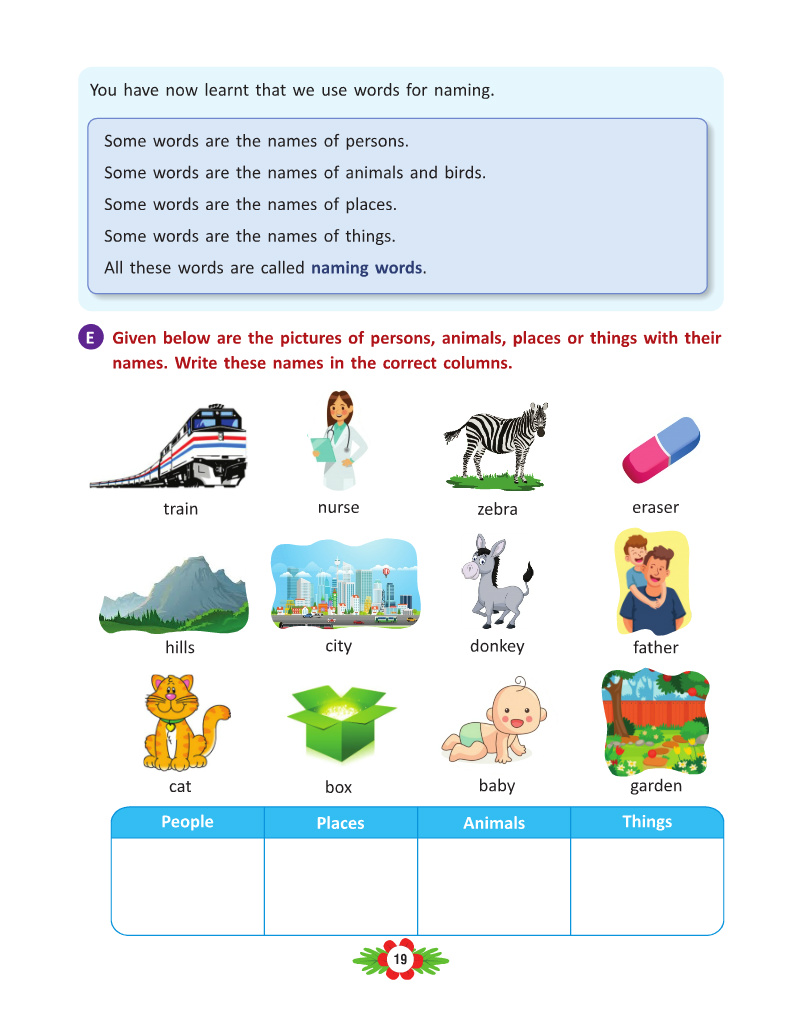 You have now learnt that we use words for naming.
Some words are the names of persons.
Some words are the names of animals and birds.
Some words are the names of places.
Some words are the names of things.
All these words are called naming words.
E Given below are the pictures of persons, animals, places or things with their
names. Write these names in the correct columns.
train nurse zebra eraser
hills city donkey father
cat box baby garden
People Places Animals Things
19